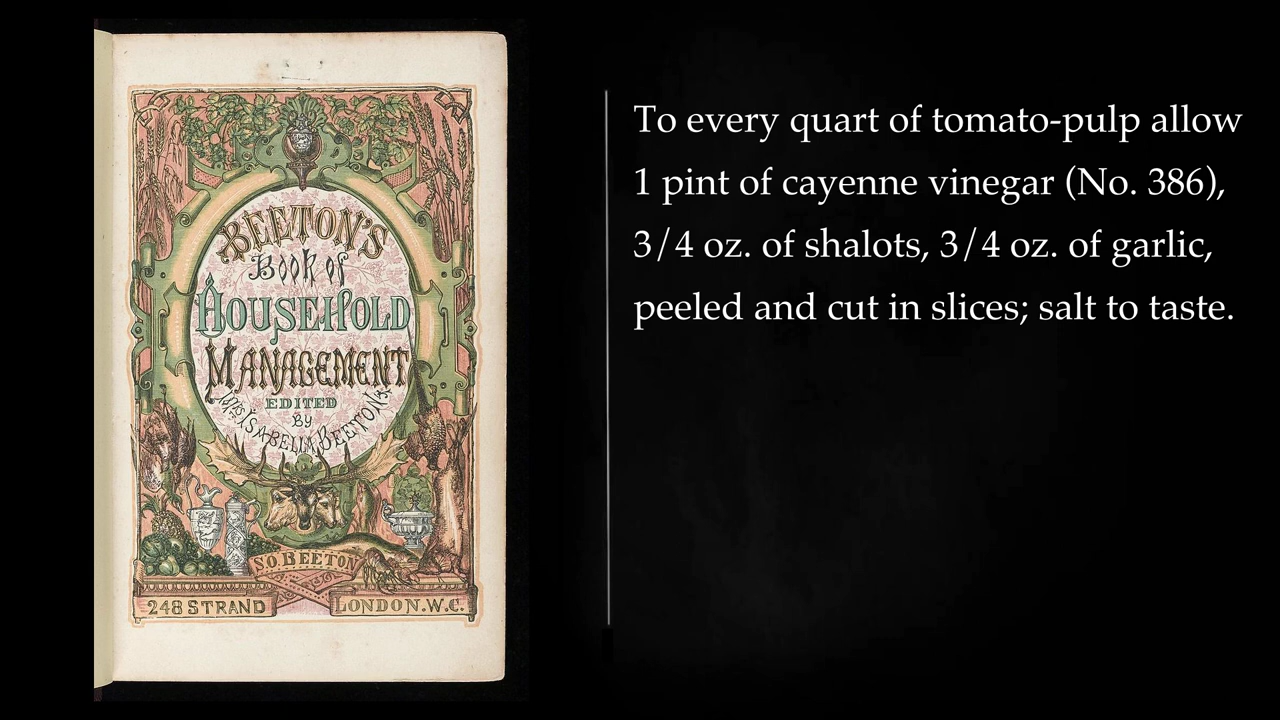 BEETON'S
Book of
HOUSEHOLD
MANAGEMENT
EDITED
By
Mrs ISABELLA BEETON
S.O. BEETON
248 STRAND
LONDON. W.C.
To every quart of tomato-pulp allow
1 pint of cayenne vinegar (No. 386),
3/4 oz. of shalots, 3/4 oz. of garlic,
peeled and cut in slices; salt to taste.